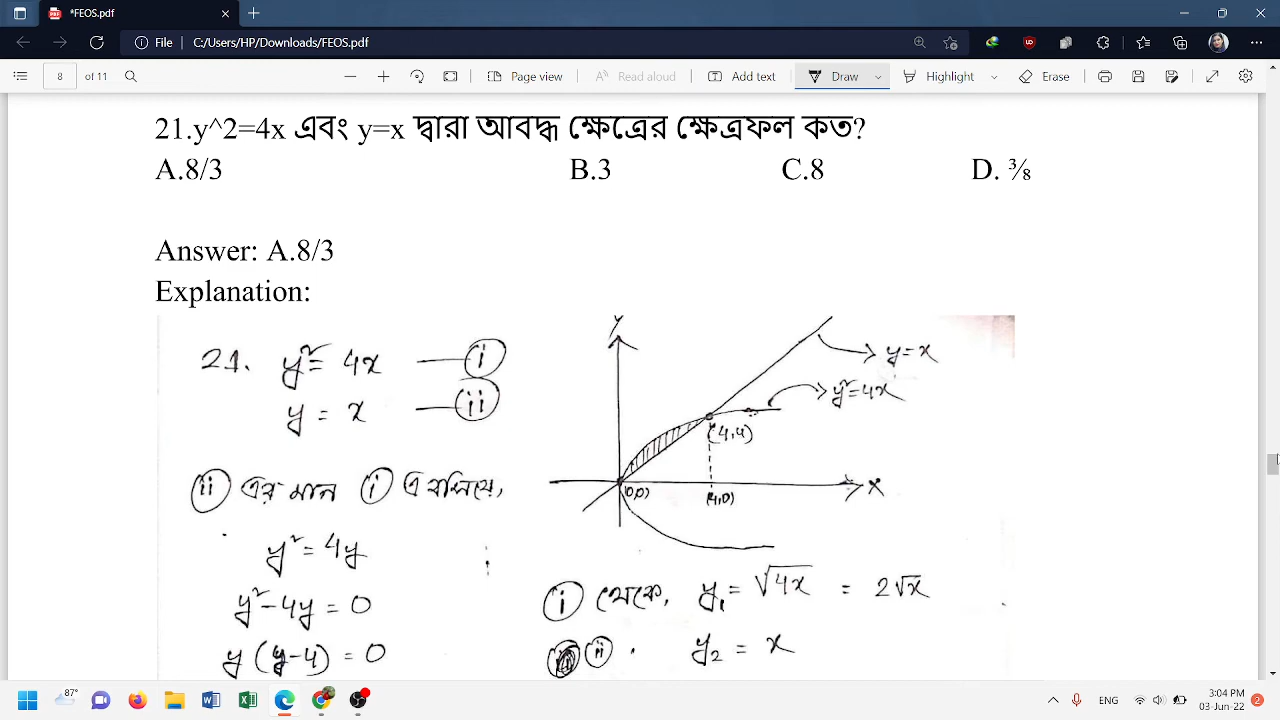 *FEOS.pdf
File C:/Users/HP/Downloads/FEOS.pdf
8 of 11 Page view Read aloud Add text Draw Highlight Erase
21.y^2=4x এবং y=x দ্বারা আবদ্ধ ক্ষেত্রের ক্ষেত্রফল কত?
A.8/3 B.3 C.8 D. ⅜
Answer: A.8/3
Explanation:
21. y²= 4x — i
y = x — ii
ii এর মান i এ বসিয়ে,
y² = 4y
y²-4y = 0
y (y-4) = 0
Y
y=x
y²=4x
(4,4)
(0,0)
(4,0)
X
i থেকে, y₁ = √4x = 2√x
ii . y₂ = x
87°
ENG
3:04 PM
03-Jun-22
2